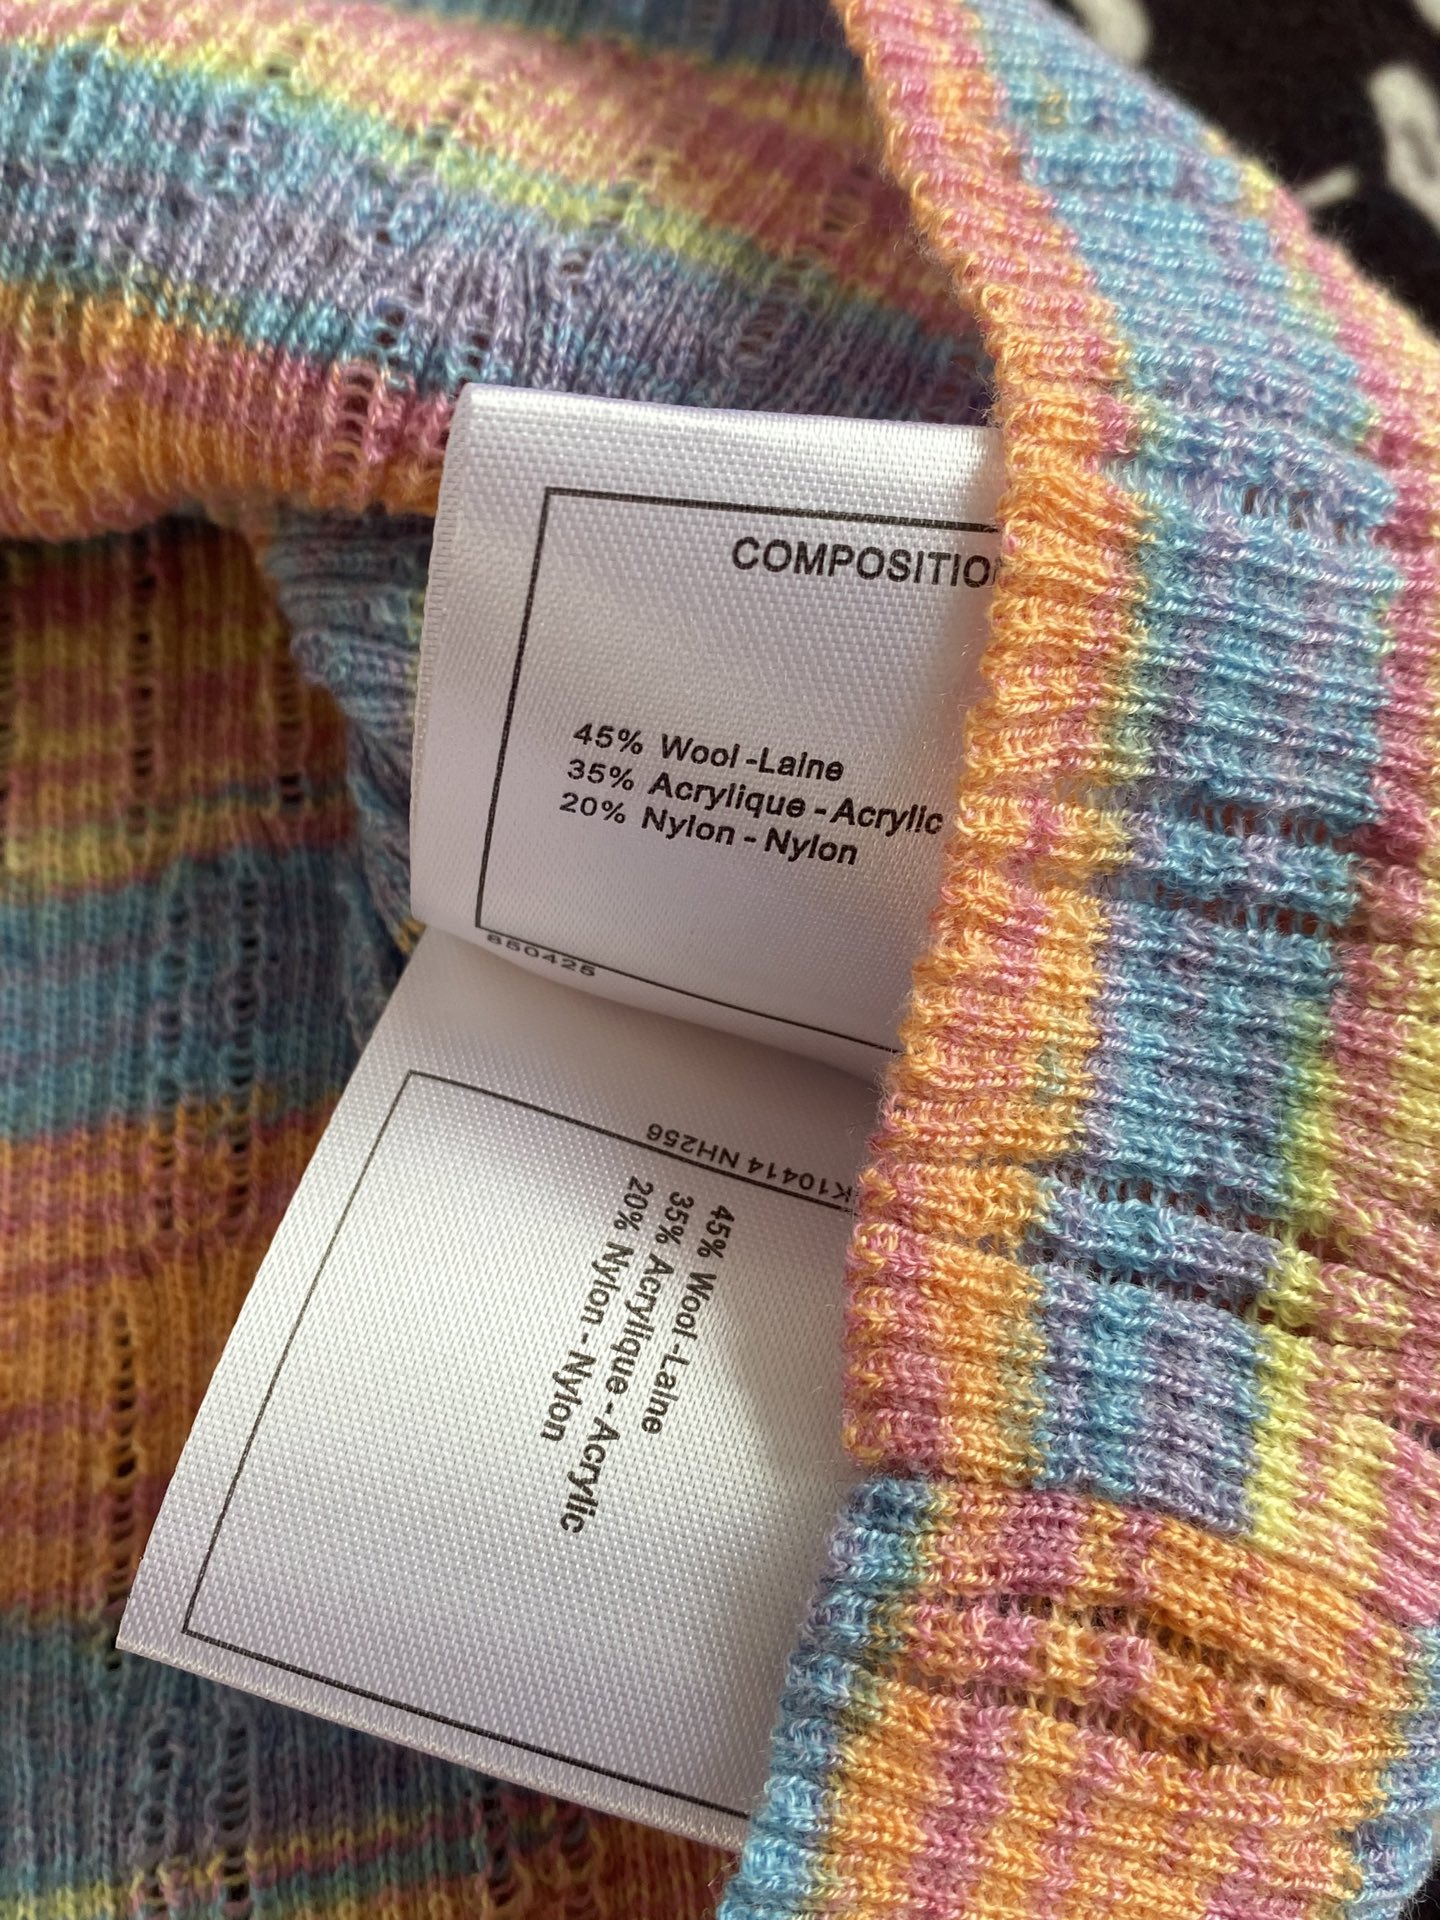 COMPOSITIO
45% Wool-Laine
35% Acrylique-Acrylic
20% Nylon-Nylon
850425
K10414 NH256
45% Wool-Laine
35% Acrylique-Acrylic
20% Nylon-Nylon